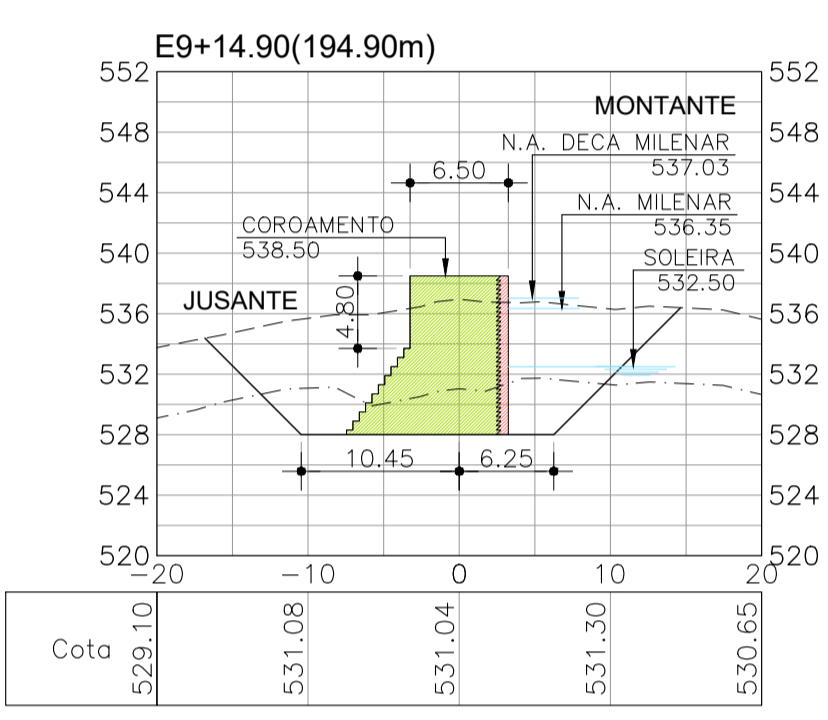 E9+14.90(194.90m)
552 552
MONTANTE
548 548
N.A. DECA MILENAR
537.03
6.50
544 544
N.A. MILENAR
536.35
COROAMENTO
538.50
540 540
SOLEIRA
532.50
JUSANTE
4.80
536 536
532 532
528 528
10.45 6.25
524 524
520 520
-20 -10 0 10 20
Cota 529.10 531.08 531.04 531.30 530.65